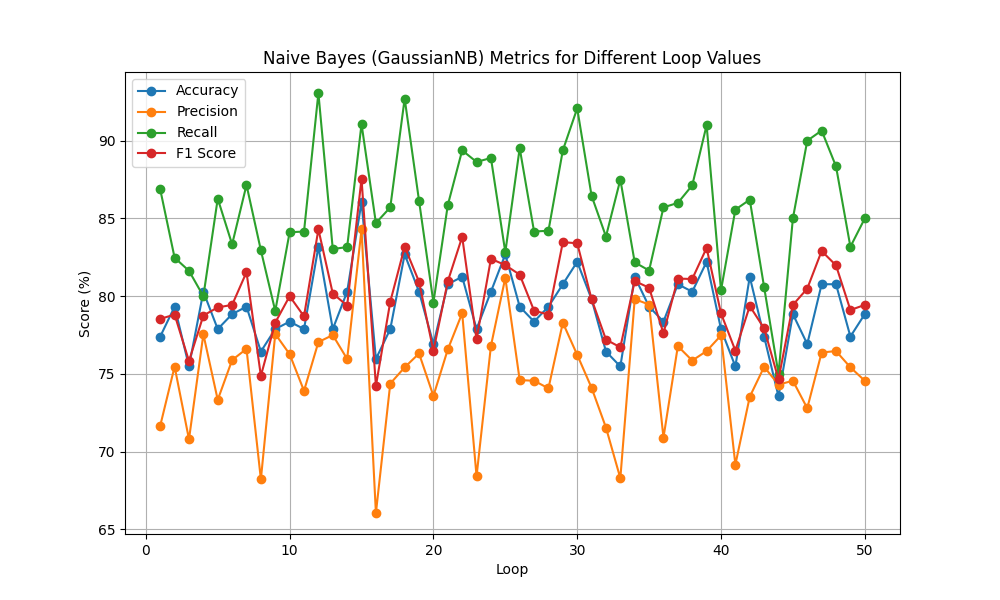 Naive Bayes (GaussianNB) Metrics for Different Loop Values
Accuracy
Precision
Recall
F1 Score
Score (%)
90
85
80
75
70
65
0 10 20 30 40 50
Loop